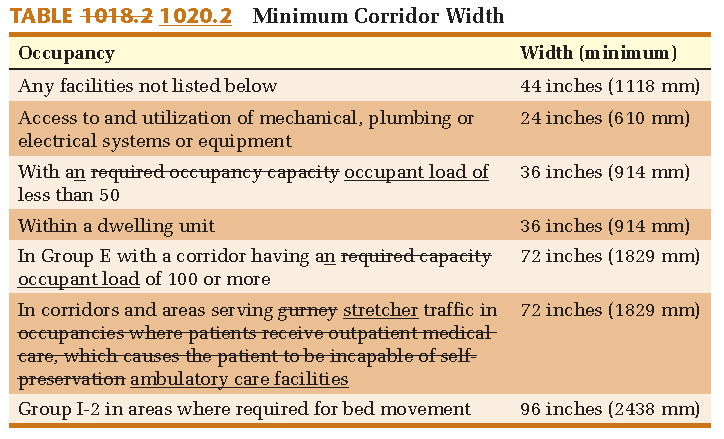 TABLE 1018.2 1020.2 Minimum Corridor Width
Occupancy Width (minimum)
Any facilities not listed below 44 inches (1118 mm)
Access to and utilization of mechanical, plumbing or 24 inches (610 mm)
electrical systems or equipment
With an required occupancy capacity occupant load of 36 inches (914 mm)
less than 50
Within a dwelling unit 36 inches (914 mm)
In Group E with a corridor having an required capacity 72 inches (1829 mm)
occupant load of 100 or more
In corridors and areas serving gurney stretcher traffic in 72 inches (1829 mm)
occupancies where patients receive outpatient medical
care, which causes the patient to be incapable of self-
preservation ambulatory care facilities
Group I-2 in areas where required for bed movement 96 inches (2438 mm)